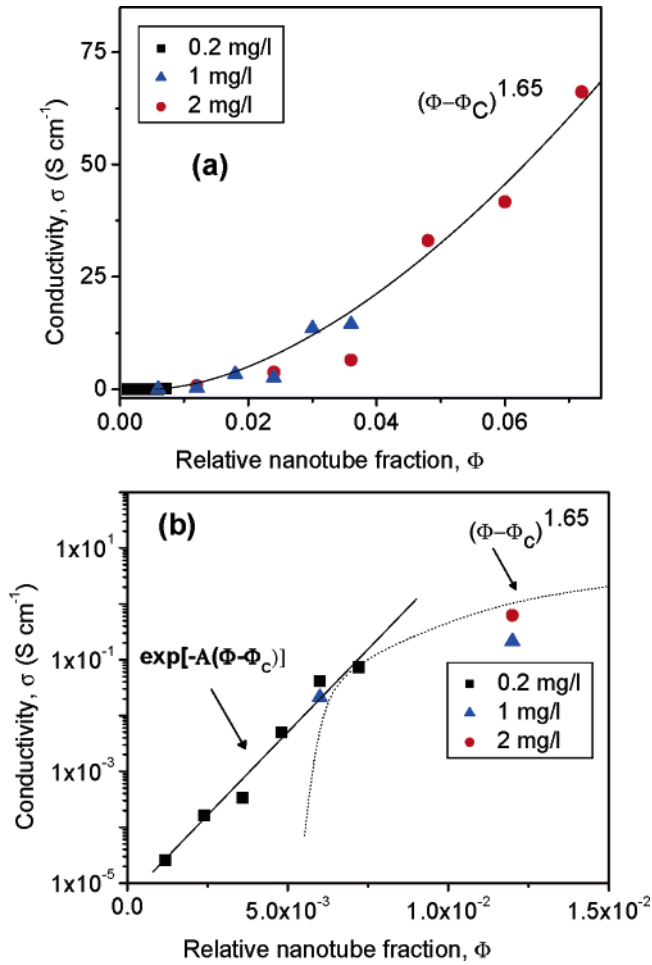 75
50
25
0
Conductivity, σ (S cm⁻¹)
0.2 mg/l
1 mg/l
2 mg/l
(a)
(Φ–Φ_C)^1.65
0.00 0.02 0.04 0.06
Relative nanotube fraction, Φ
(b)
(Φ–Φ_c)^1.65
1x10¹
1x10⁻¹
1x10⁻³
1x10⁻⁵
Conductivity, σ (S cm⁻¹)
exp[-A(Φ-Φ_c)]
0.2 mg/l
1 mg/l
2 mg/l
0.0 5.0x10⁻³ 1.0x10⁻² 1.5x10⁻²
Relative nanotube fraction, Φ